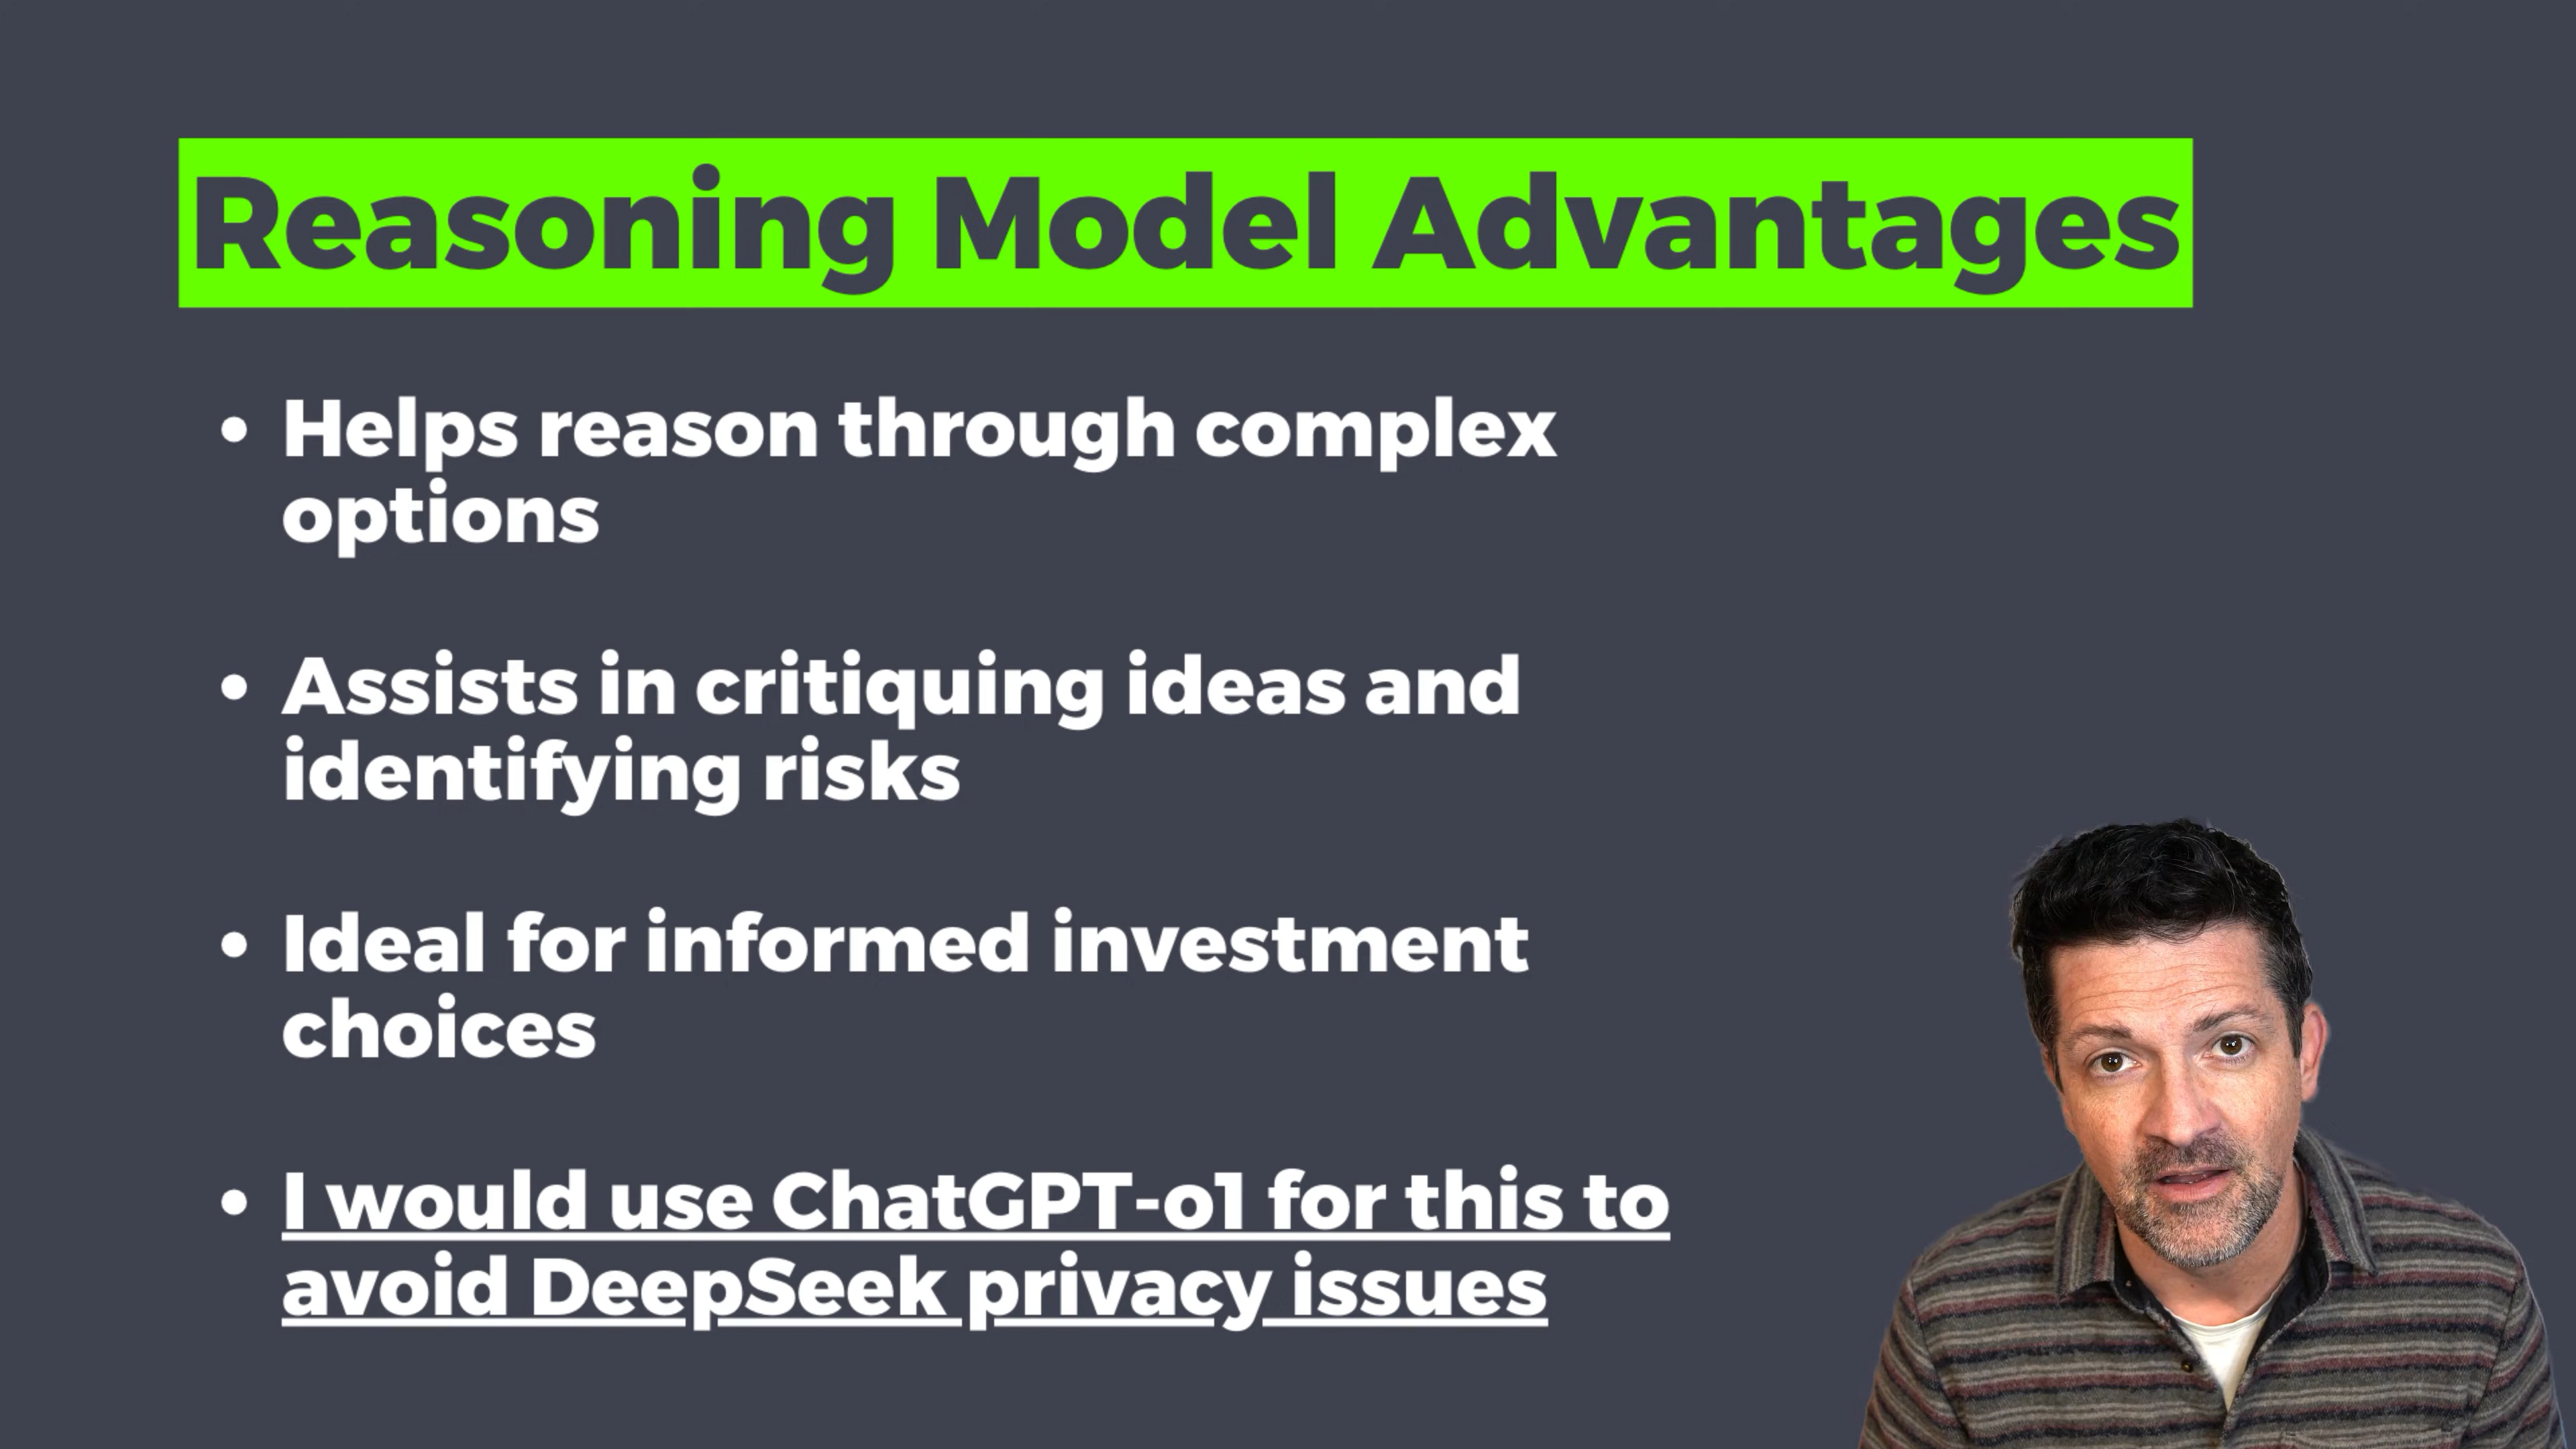 Reasoning Model Advantages
• Helps reason through complex
options
• Assists in critiquing ideas and
identifying risks
• Ideal for informed investment
choices
• I would use ChatGPT-o1 for this to
avoid DeepSeek privacy issues